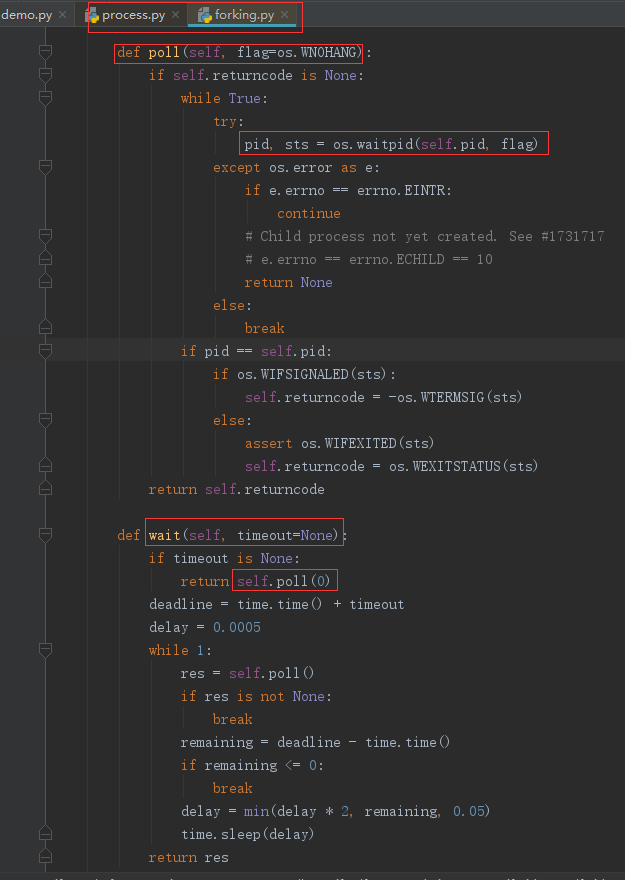 demo.py × process.py × forking.py ×
def poll(self, flag=os.WNOHANG):
if self.returncode is None:
while True:
try:
pid, sts = os.waitpid(self.pid, flag)
except os.error as e:
if e.errno == errno.EINTR:
continue
# Child process not yet created. See #1731717
# e.errno == errno.ECHILD == 10
return None
else:
break
if pid == self.pid:
if os.WIFSIGNALED(sts):
self.returncode = -os.WTERMSIG(sts)
else:
assert os.WIFEXITED(sts)
self.returncode = os.WEXITSTATUS(sts)
return self.returncode
def wait(self, timeout=None):
if timeout is None:
return self.poll(0)
deadline = time.time() + timeout
delay = 0.0005
while 1:
res = self.poll()
if res is not None:
break
remaining = deadline - time.time()
if remaining <= 0:
break
delay = min(delay * 2, remaining, 0.05)
time.sleep(delay)
return res